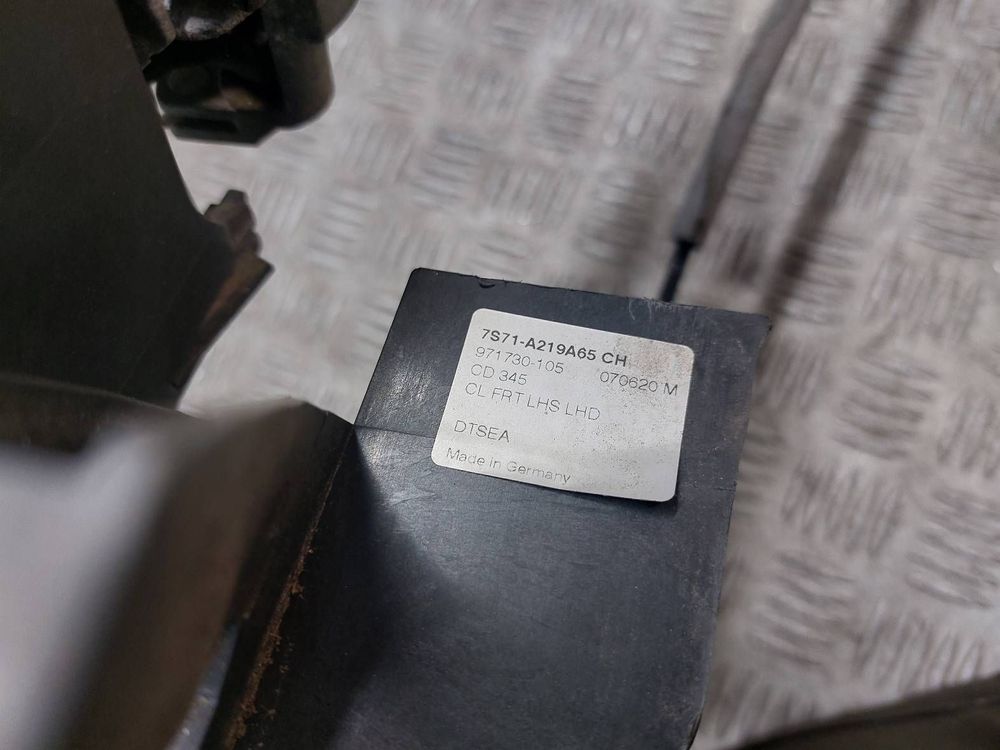 7S71-A219A65 CH
971730-105 070620 M
CD 345
CL FRT LHS LHD
DTSEA
Made in Germany